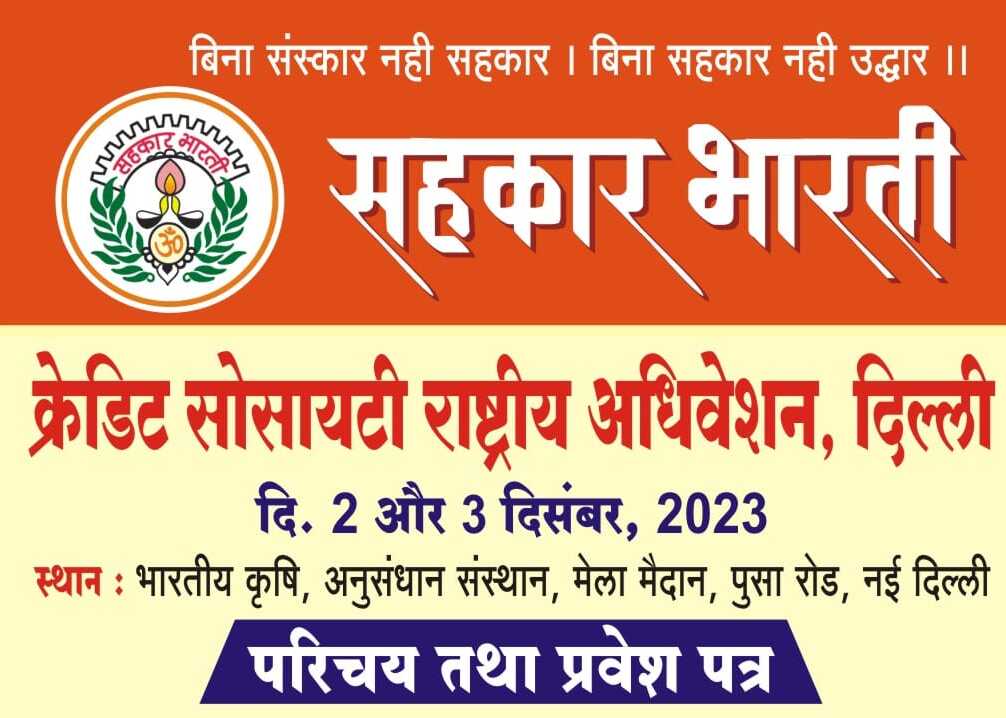 बिना संस्कार नही सहकार । बिना सहकार नही उद्धार ।।
सहकार भारती
सहकार भारती
ॐ
क्रेडिट सोसायटी राष्ट्रीय अधिवेशन, दिल्ली
दि. 2 और 3 दिसंबर, 2023
स्थान : भारतीय कृषि, अनुसंधान संस्थान, मेला मैदान, पुसा रोड, नई दिल्ली
परिचय तथा प्रवेश पत्र